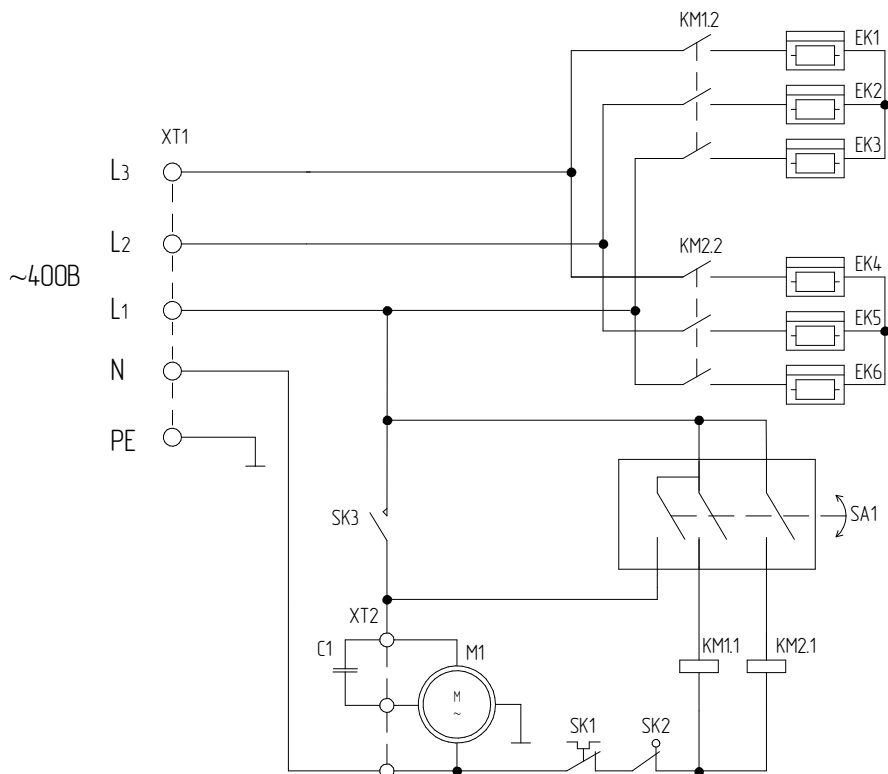 KM1.2
EK1
EK2
EK3
XT1
L3
L2
KM2.2
EK4
~400В
L1
EK5
N
EK6
PE
SK3
SA1
XT2
C1
M1
KM1.1
KM2.1
M
~
SK1
SK2